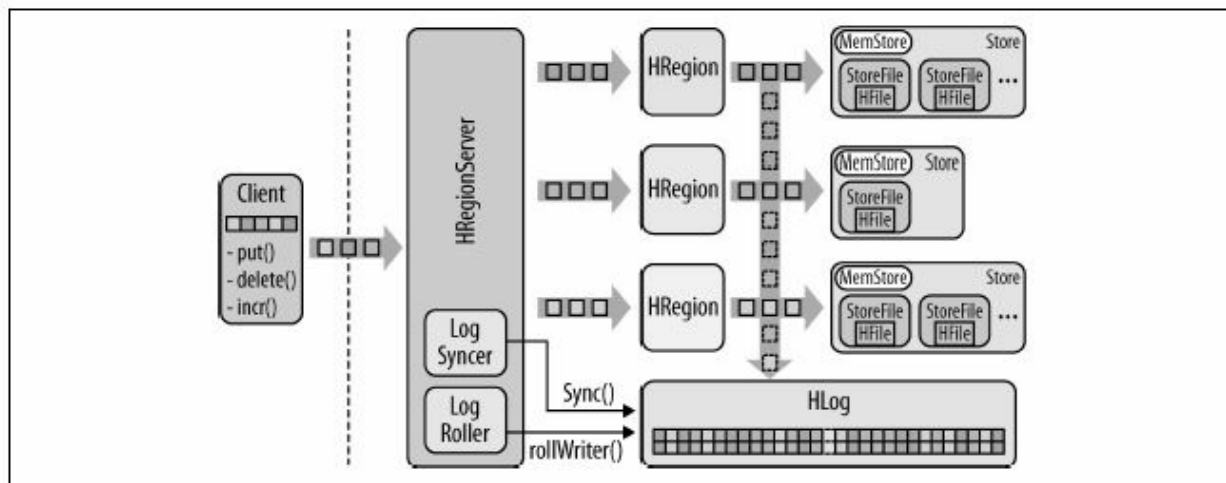 Client
- put()
- delete()
- incr()
HRegionServer
Log
Syncer
Log
Roller
Sync()
rollWriter()
HRegion
MemStore Store
StoreFile StoreFile ...
HFile HFile
HRegion
MemStore Store
StoreFile
HFile
HRegion
MemStore Store
StoreFile StoreFile ...
HFile HFile
HLog